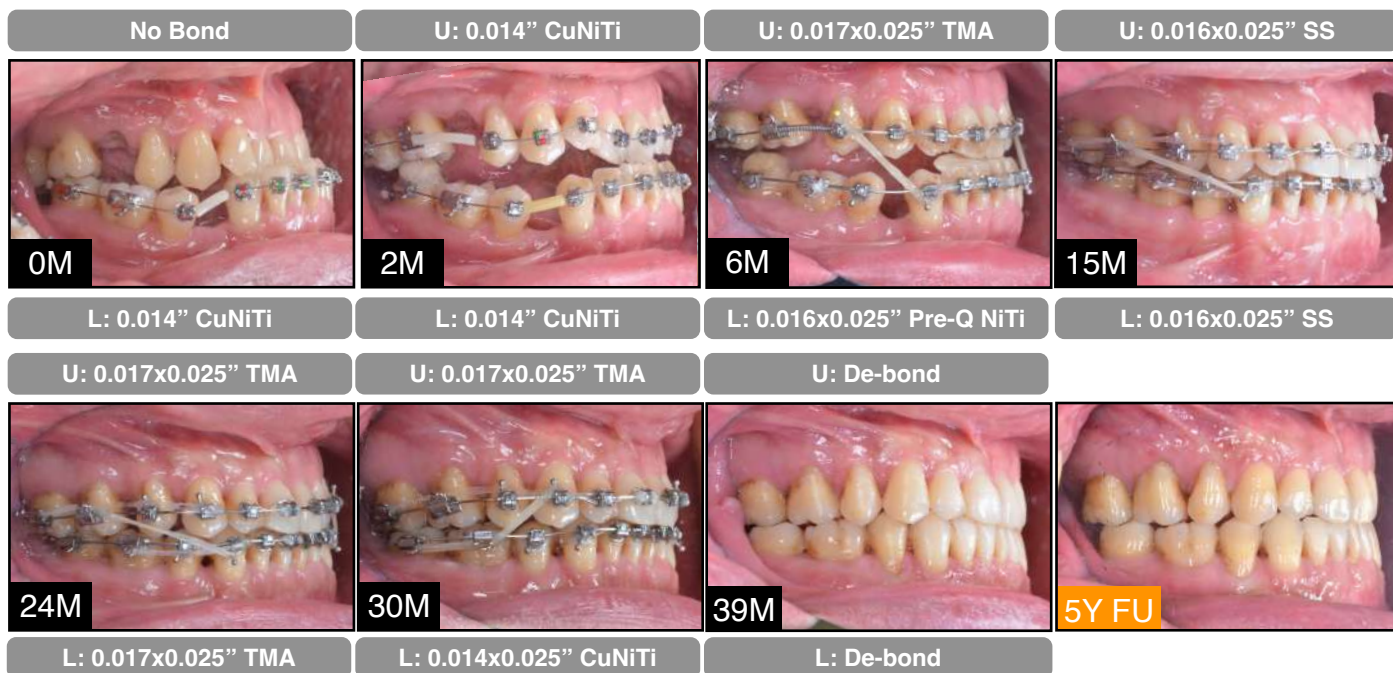 No Bond
U: 0.014” CuNiTi
U: 0.017x0.025” TMA
U: 0.016x0.025” SS
0M
2M
6M
15M
L: 0.014” CuNiTi
L: 0.014” CuNiTi
L: 0.016x0.025” Pre-Q NiTi
L: 0.016x0.025” SS
U: 0.017x0.025” TMA
U: 0.017x0.025” TMA
U: De-bond
24M
30M
39M
5Y FU
L: 0.017x0.025” TMA
L: 0.014x0.025” CuNiTi
L: De-bond